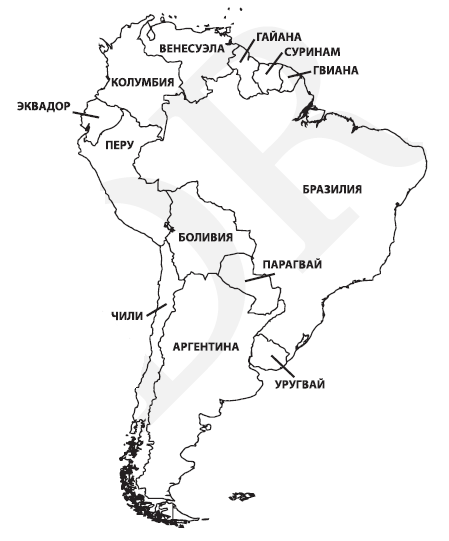 ГАЙАНА
ВЕНЕСУЭЛА
СУРИНАМ
ГВИАНА
КОЛУМБИЯ
ЭКВАДОР
ПЕРУ
БРАЗИЛИЯ
БОЛИВИЯ
ПАРАГВАЙ
ЧИЛИ
АРГЕНТИНА
УРУГВАЙ